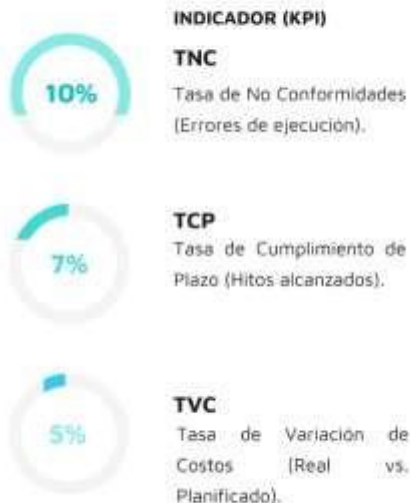 INDICADOR (KPI)
10%
TNC
Tasa de No Conformidades
(Errores de ejecución).
7%
TCP
Tasa de Cumplimiento de
Plazo (Hitos alcanzados).
5%
TVC
Tasa de Variación de
Costos (Real vs.
Planificado).